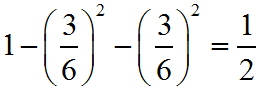 1 − (3/6)² − (3/6)² = 1/2